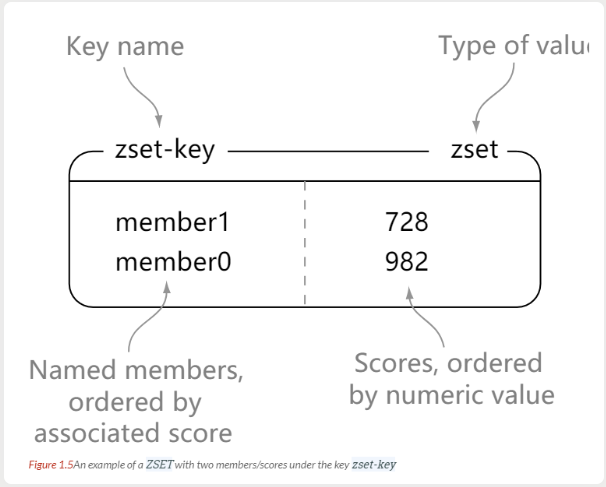 Key name
Type of valu
zset-key
zset
member1 728
member0 982
Named members,
ordered by
associated score
Scores, ordered
by numeric value
Figure 1.5An example of a ZSET with two members/scores under the key zset-key